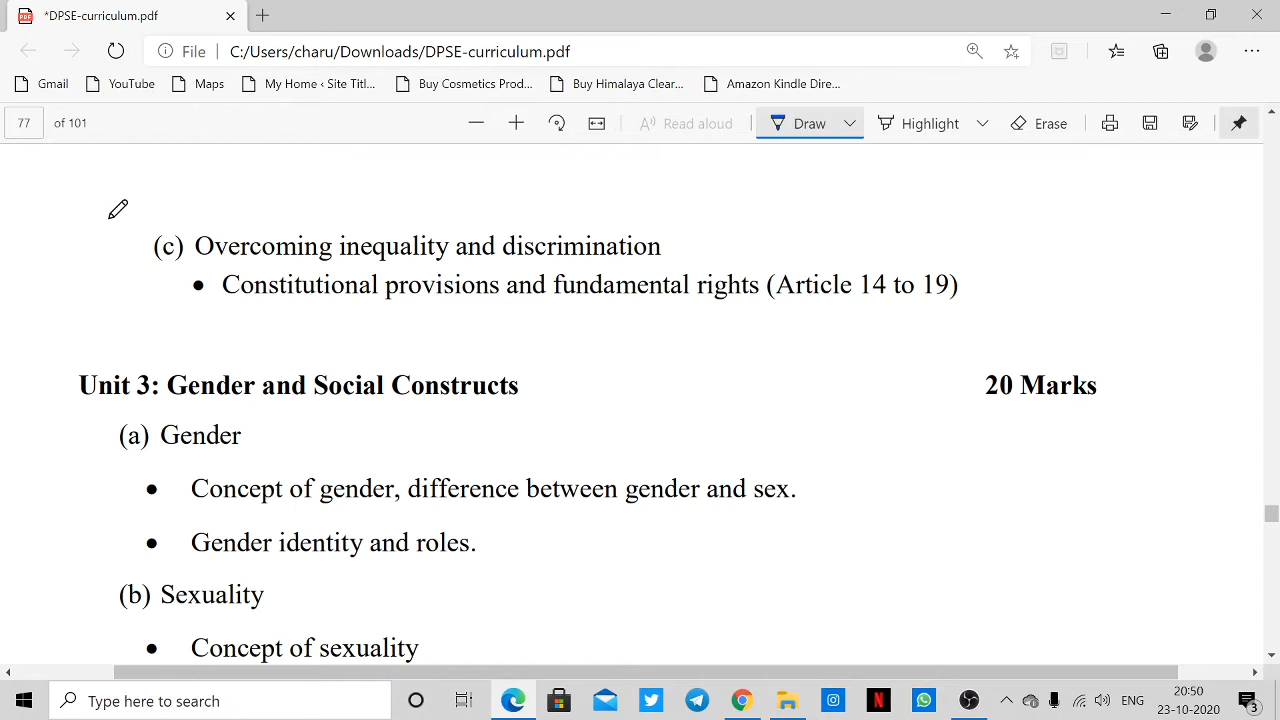 *DPSE-curriculum.pdf
File | C:/Users/charu/Downloads/DPSE-curriculum.pdf
Gmail YouTube Maps My Home ‹ Site Titl... Buy Cosmetics Prod... Buy Himalaya Clear... Amazon Kindle Dire...
77 of 101 Read aloud Draw Highlight Erase
(c) Overcoming inequality and discrimination
• Constitutional provisions and fundamental rights (Article 14 to 19)
Unit 3: Gender and Social Constructs 20 Marks
(a) Gender
• Concept of gender, difference between gender and sex.
• Gender identity and roles.
(b) Sexuality
• Concept of sexuality
Type here to search ENG 20:50
23-10-2020 3